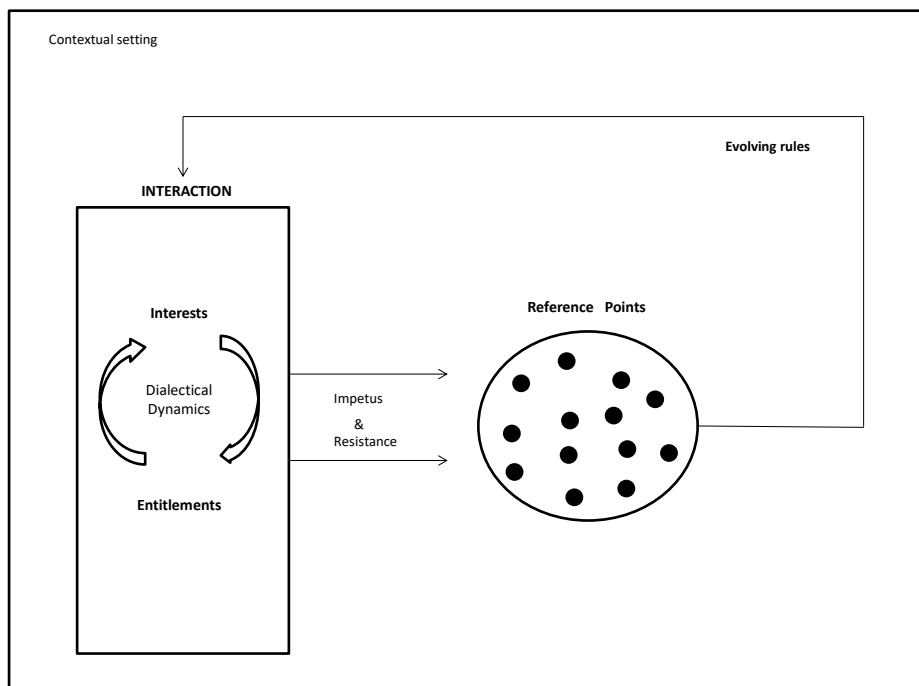 Contextual setting
Evolving rules
INTERACTION
Interests
Reference Points
Dialectical
Dynamics
Impetus
&
Resistance
Entitlements